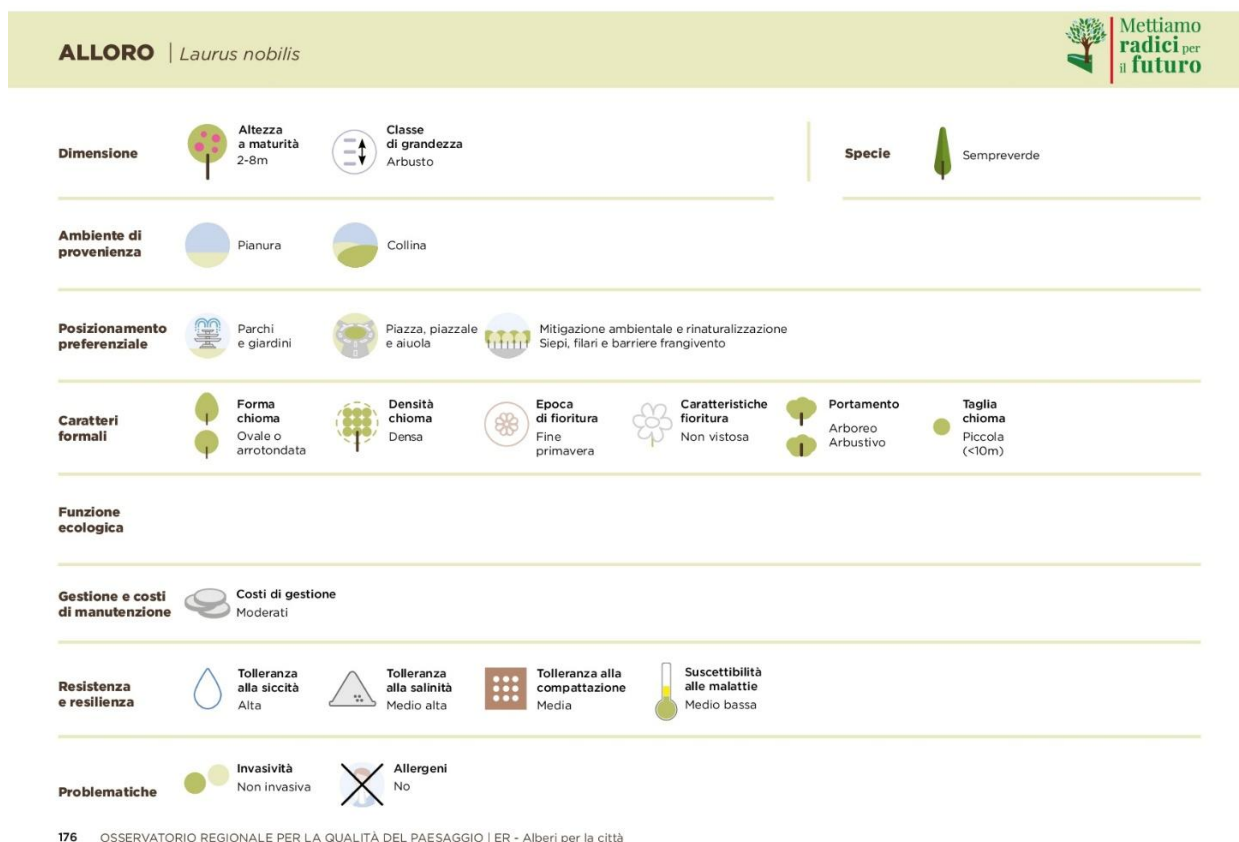 ALLORO | Laurus nobilis
Mettiamo
radici per
il futuro
Dimensione
Altezza
a maturità
2-8m
Classe
di grandezza
Arbusto
Specie
Sempreverde
Ambiente di
provenienza
Pianura
Collina
Posizionamento
preferenziale
Parchi
e giardini
Piazza, piazzale
e aiuola
Mitigazione ambientale e rinaturalizzazione
Siepi, filari e barriere frangivento
Caratteri
formali
Forma
chioma
Ovale o
arrotondata
Densità
chioma
Densa
Epoca
di fioritura
Fine
primavera
Caratteristiche
fioritura
Non vistosa
Portamento
Arboreo
Arbustivo
Taglia
chioma
Piccola
(<10m)
Funzione
ecologica
Gestione e costi
di manutenzione
Costi di gestione
Moderati
Resistenza
e resilienza
Tolleranza
alla siccità
Alta
Tolleranza
alla salinità
Medio alta
Tolleranza alla
compattazione
Media
Suscettibilità
alle malattie
Medio bassa
Problematiche
Invasività
Non invasiva
Allergeni
No
176 OSSERVATORIO REGIONALE PER LA QUALITÀ DEL PAESAGGIO | ER - Alberi per la città